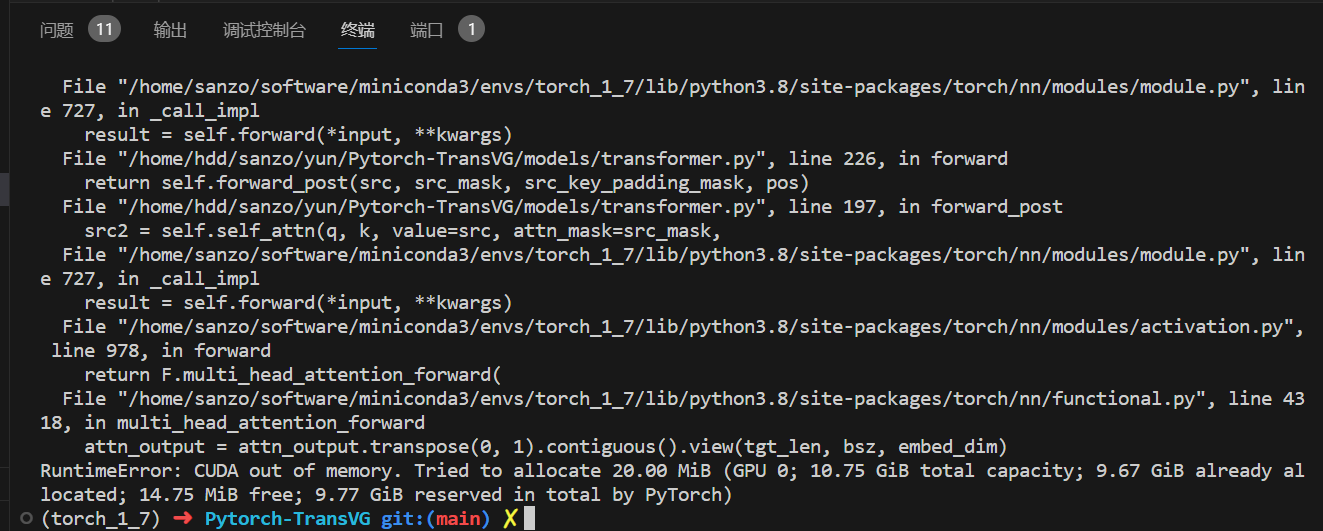 问题 11 输出 调试控制台 终端 端口 1
File "/home/sanzo/software/miniconda3/envs/torch_1_7/lib/python3.8/site-packages/torch/nn/modules/module.py", lin
e 727, in _call_impl
result = self.forward(*input, **kwargs)
File "/home/hdd/sanzo/yun/Pytorch-TransVG/models/transformer.py", line 226, in forward
return self.forward_post(src, src_mask, src_key_padding_mask, pos)
File "/home/hdd/sanzo/yun/Pytorch-TransVG/models/transformer.py", line 197, in forward_post
src2 = self.self_attn(q, k, value=src, attn_mask=src_mask,
File "/home/sanzo/software/miniconda3/envs/torch_1_7/lib/python3.8/site-packages/torch/nn/modules/module.py", lin
e 727, in _call_impl
result = self.forward(*input, **kwargs)
File "/home/sanzo/software/miniconda3/envs/torch_1_7/lib/python3.8/site-packages/torch/nn/modules/activation.py",
line 978, in forward
return F.multi_head_attention_forward(
File "/home/sanzo/software/miniconda3/envs/torch_1_7/lib/python3.8/site-packages/torch/nn/functional.py", line 43
18, in multi_head_attention_forward
attn_output = attn_output.transpose(0, 1).contiguous().view(tgt_len, bsz, embed_dim)
RuntimeError: CUDA out of memory. Tried to allocate 20.00 MiB (GPU 0; 10.75 GiB total capacity; 9.67 GiB already al
located; 14.75 MiB free; 9.77 GiB reserved in total by PyTorch)
(torch_1_7) ➜ Pytorch-TransVG git:(main) ✗